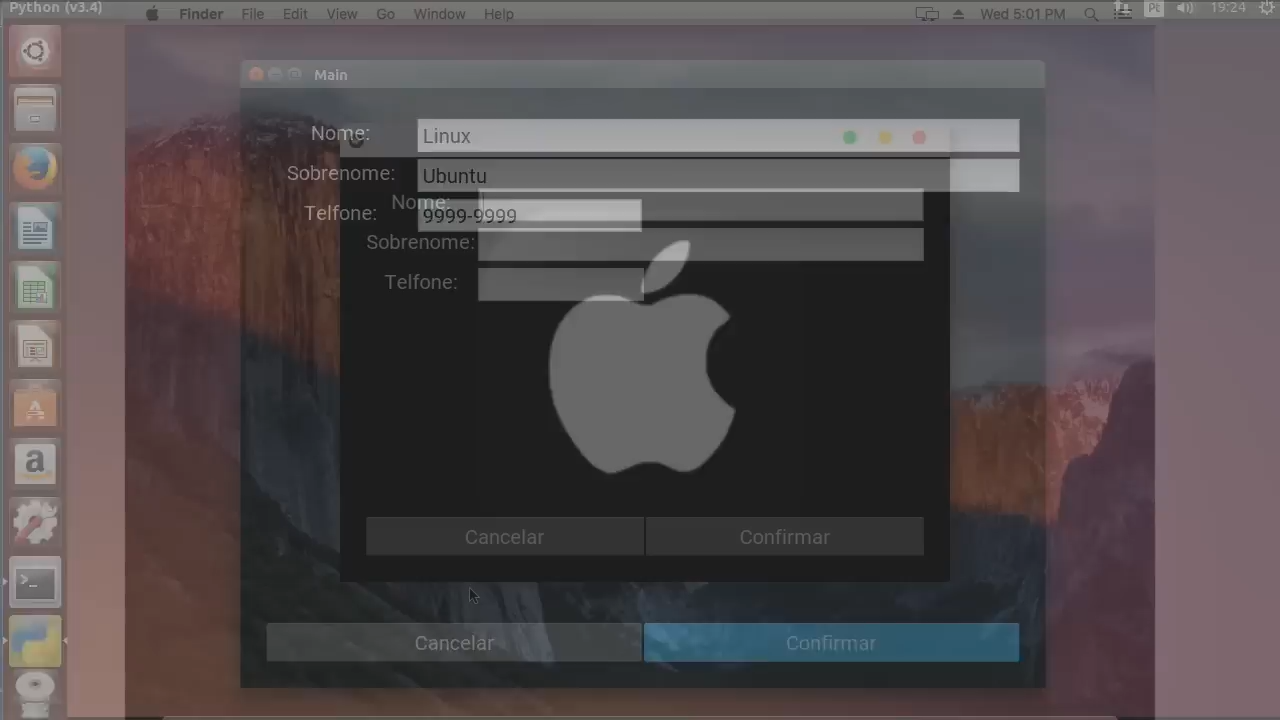 Python (v3.4)
Finder File Edit View Go Window Help
Wed 5:01 PM
Pt
19:24
Main
Nome: Linux
Sobrenome: Ubuntu
Telfone: 9999-9999
Nome:
Sobrenome:
Telfone:
Cancelar Confirmar
Cancelar Confirmar